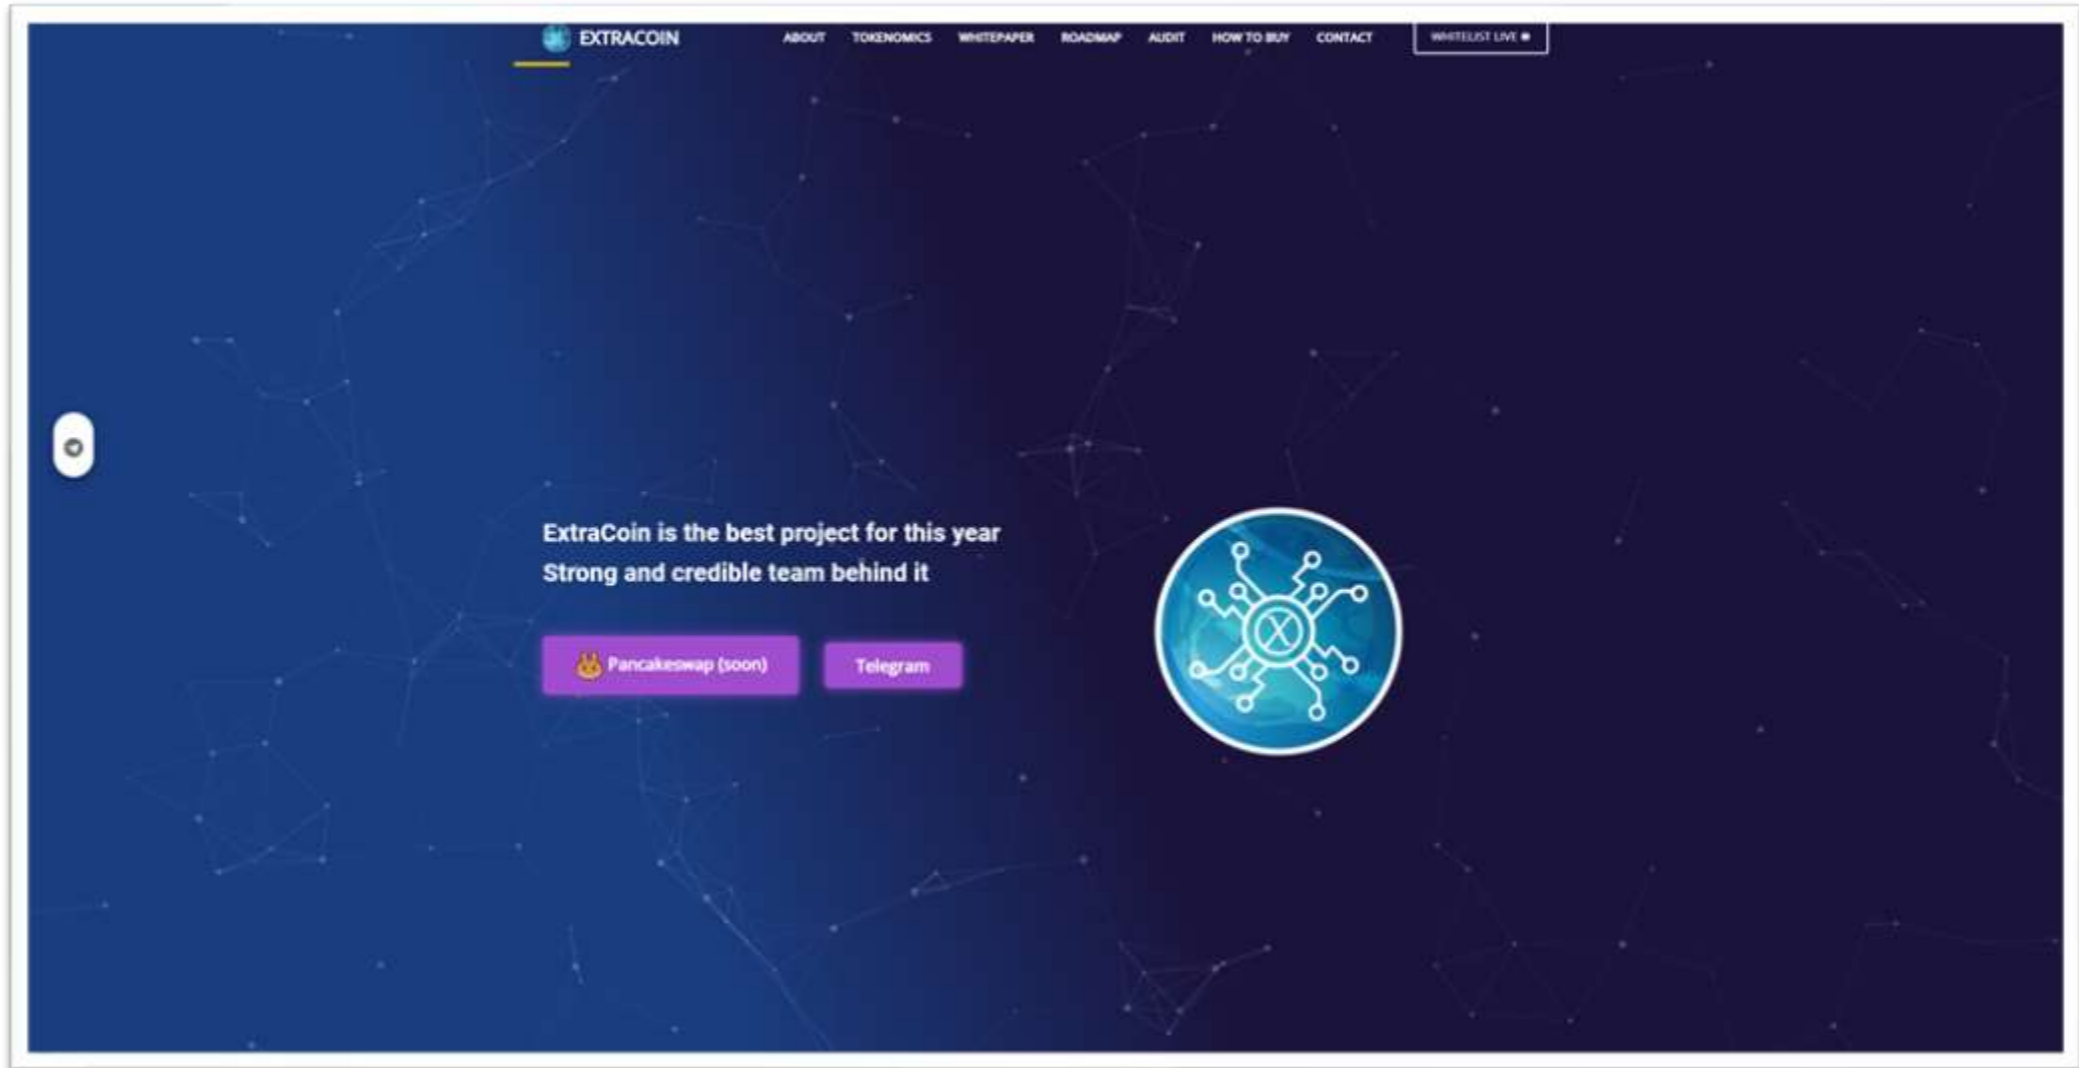 EXTRACOIN
ABOUT TOKENOMICS WHITEPAPER ROADMAP AUDIT HOW TO BUY CONTACT WHITELIST LIVE
ExtraCoin is the best project for this year
Strong and credible team behind it
Pancakeswap (soon) Telegram
X